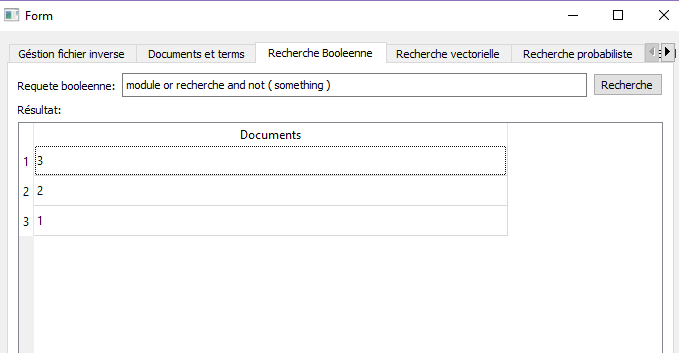 Form
Géstion fichier inverse Documents et terms Recherche Booleenne Recherche vectorielle Recherche probabiliste
Requete booleenne: module or recherche and not ( something ) Recherche
Résultat:
Documents
1 3
2 2
3 1